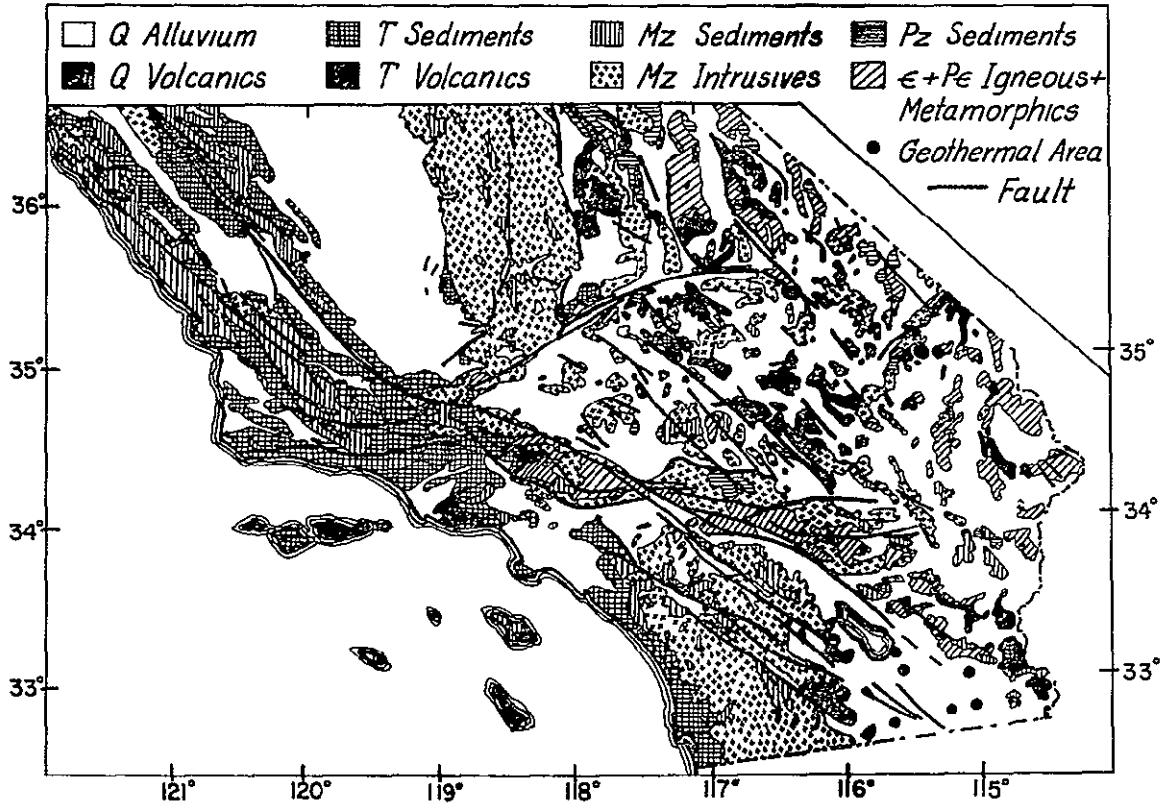 Q Alluvium
T Sediments
Mz Sediments
Pz Sediments
Q Volcanics
T Volcanics
Mz Intrusives
Є+PЄ Igneous+
Metamorphics
Geothermal Area
Fault
36°
35°
34°
33°
35°
34°
33°
121°
120°
119°
118°
117°
116°
115°